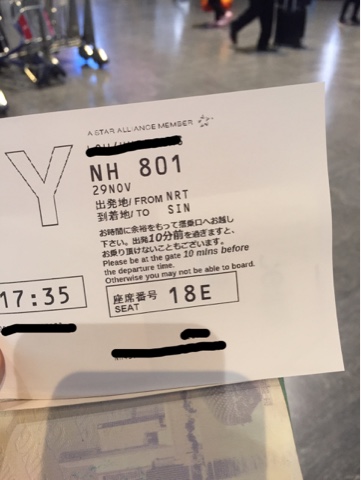 A STAR ALLIANCE MEMBER
Y
NH 801
29NOV
出発地/FROM NRT
到着地/TO SIN
お時間に余裕をもって搭乗口へお越し
下さい。出発10分前を過ぎますと、
お乗り頂けないこともございます。
Please be at the gate 10 mins before
the departure time.
Otherwise you may not be able to board.
17:35
座席番号 18E
SEAT